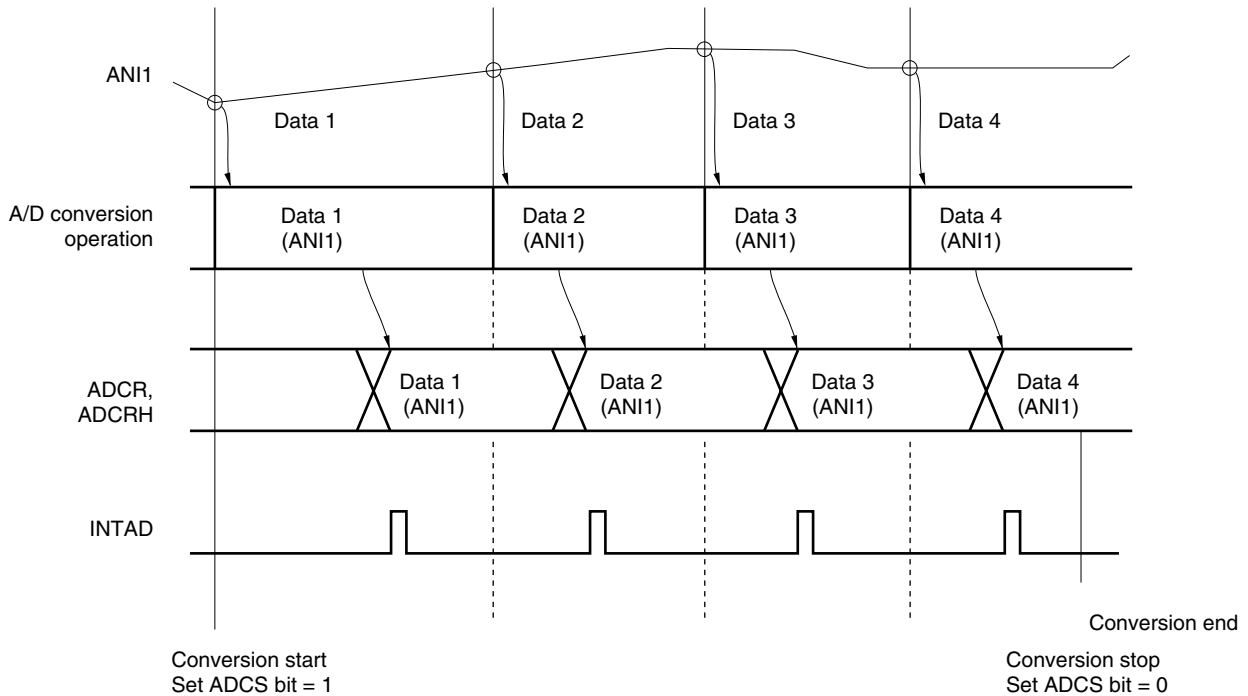 ANI1
Data 1
Data 2
Data 3
Data 4
A/D conversion
operation
Data 1
(ANI1)
Data 2
(ANI1)
Data 3
(ANI1)
Data 4
(ANI1)
ADCR,
ADCRH
Data 1
(ANI1)
Data 2
(ANI1)
Data 3
(ANI1)
Data 4
(ANI1)
INTAD
Conversion end
Conversion start
Set ADCS bit = 1
Conversion stop
Set ADCS bit = 0